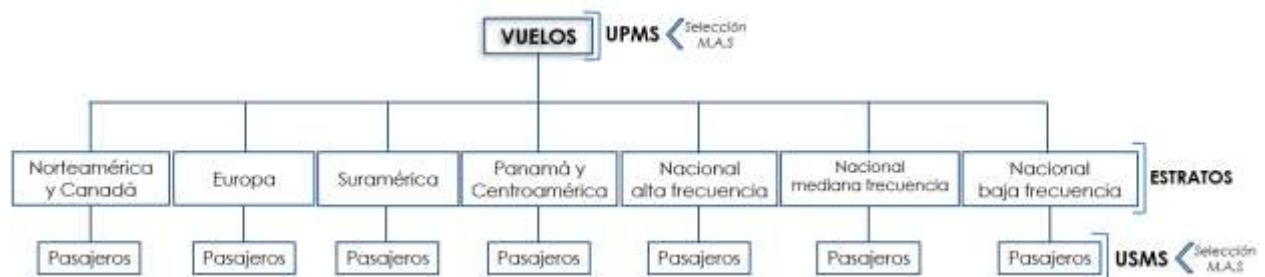 VUELOS
UPMS
Selección
M.A.S
Norteamérica
y Canadá
Europa
Suramérica
Panamá y
Centroamérica
Nacional
alta frecuencia
Nacional
mediana frecuencia
Nacional
baja frecuencia
ESTRATOS
Pasajeros
Pasajeros
Pasajeros
Pasajeros
Pasajeros
Pasajeros
Pasajeros
USMS
Selección
M.A.S